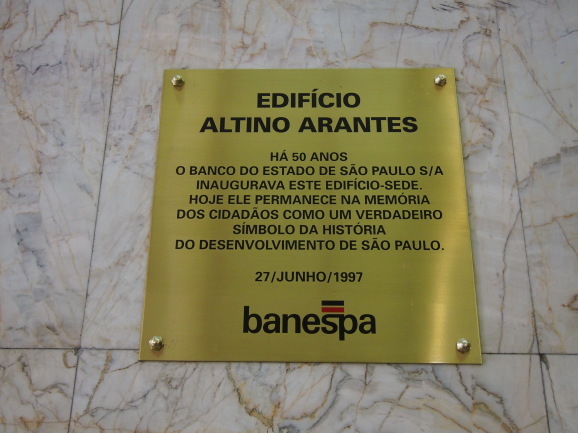 EDIFÍCIO
ALTINO ARANTES
HÁ 50 ANOS
O BANCO DO ESTADO DE SÃO PAULO S/A
INAUGURAVA ESTE EDIFÍCIO-SEDE.
HOJE ELE PERMANECE NA MEMÓRIA
DOS CIDADÃOS COMO UM VERDADEIRO
SÍMBOLO DA HISTÓRIA
DO DESENVOLVIMENTO DE SÃO PAULO.
27/JUNHO/1997
banespa